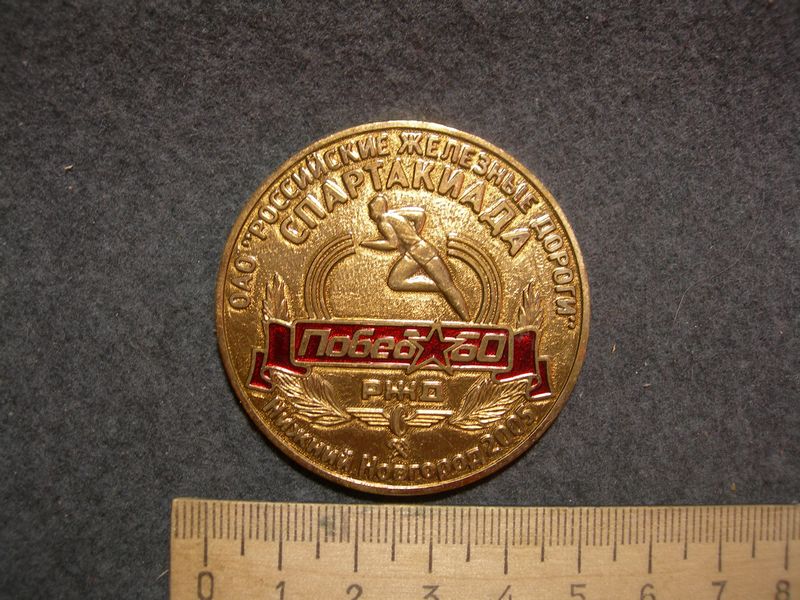 ОАО "РОССИЙСКИЕ ЖЕЛЕЗНЫЕ ДОРОГИ"
СПАРТАКИАДА
Победа 60
РЖД
Нижний Новгород 2005
0 1 2 3 4 5 6 7 8